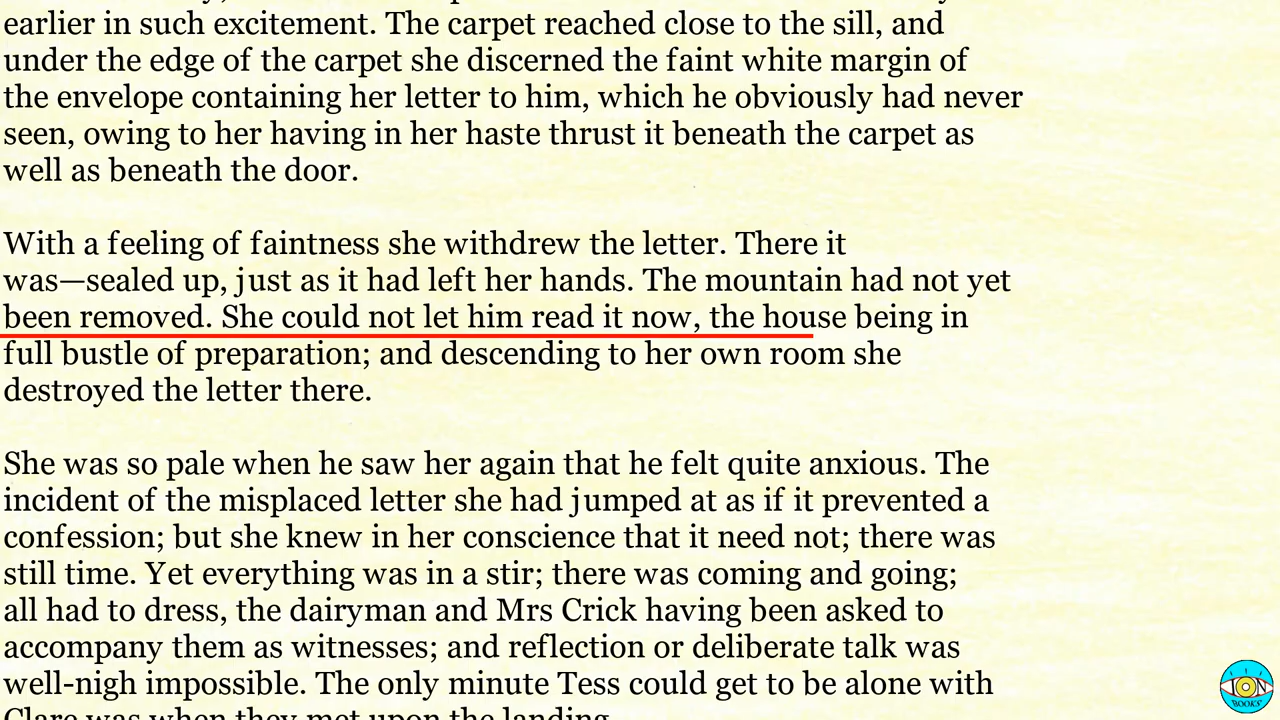 earlier in such excitement. The carpet reached close to the sill, and
under the edge of the carpet she discerned the faint white margin of
the envelope containing her letter to him, which he obviously had never
seen, owing to her having in her haste thrust it beneath the carpet as
well as beneath the door.
With a feeling of faintness she withdrew the letter. There it
was—sealed up, just as it had left her hands. The mountain had not yet
been removed. She could not let him read it now, the house being in
full bustle of preparation; and descending to her own room she
destroyed the letter there.
She was so pale when he saw her again that he felt quite anxious. The
incident of the misplaced letter she had jumped at as if it prevented a
confession; but she knew in her conscience that it need not; there was
still time. Yet everything was in a stir; there was coming and going;
all had to dress, the dairyman and Mrs Crick having been asked to
accompany them as witnesses; and reflection or deliberate talk was
well-nigh impossible. The only minute Tess could get to be alone with
Clare was when they met upon the landing.
ION
BOOKS